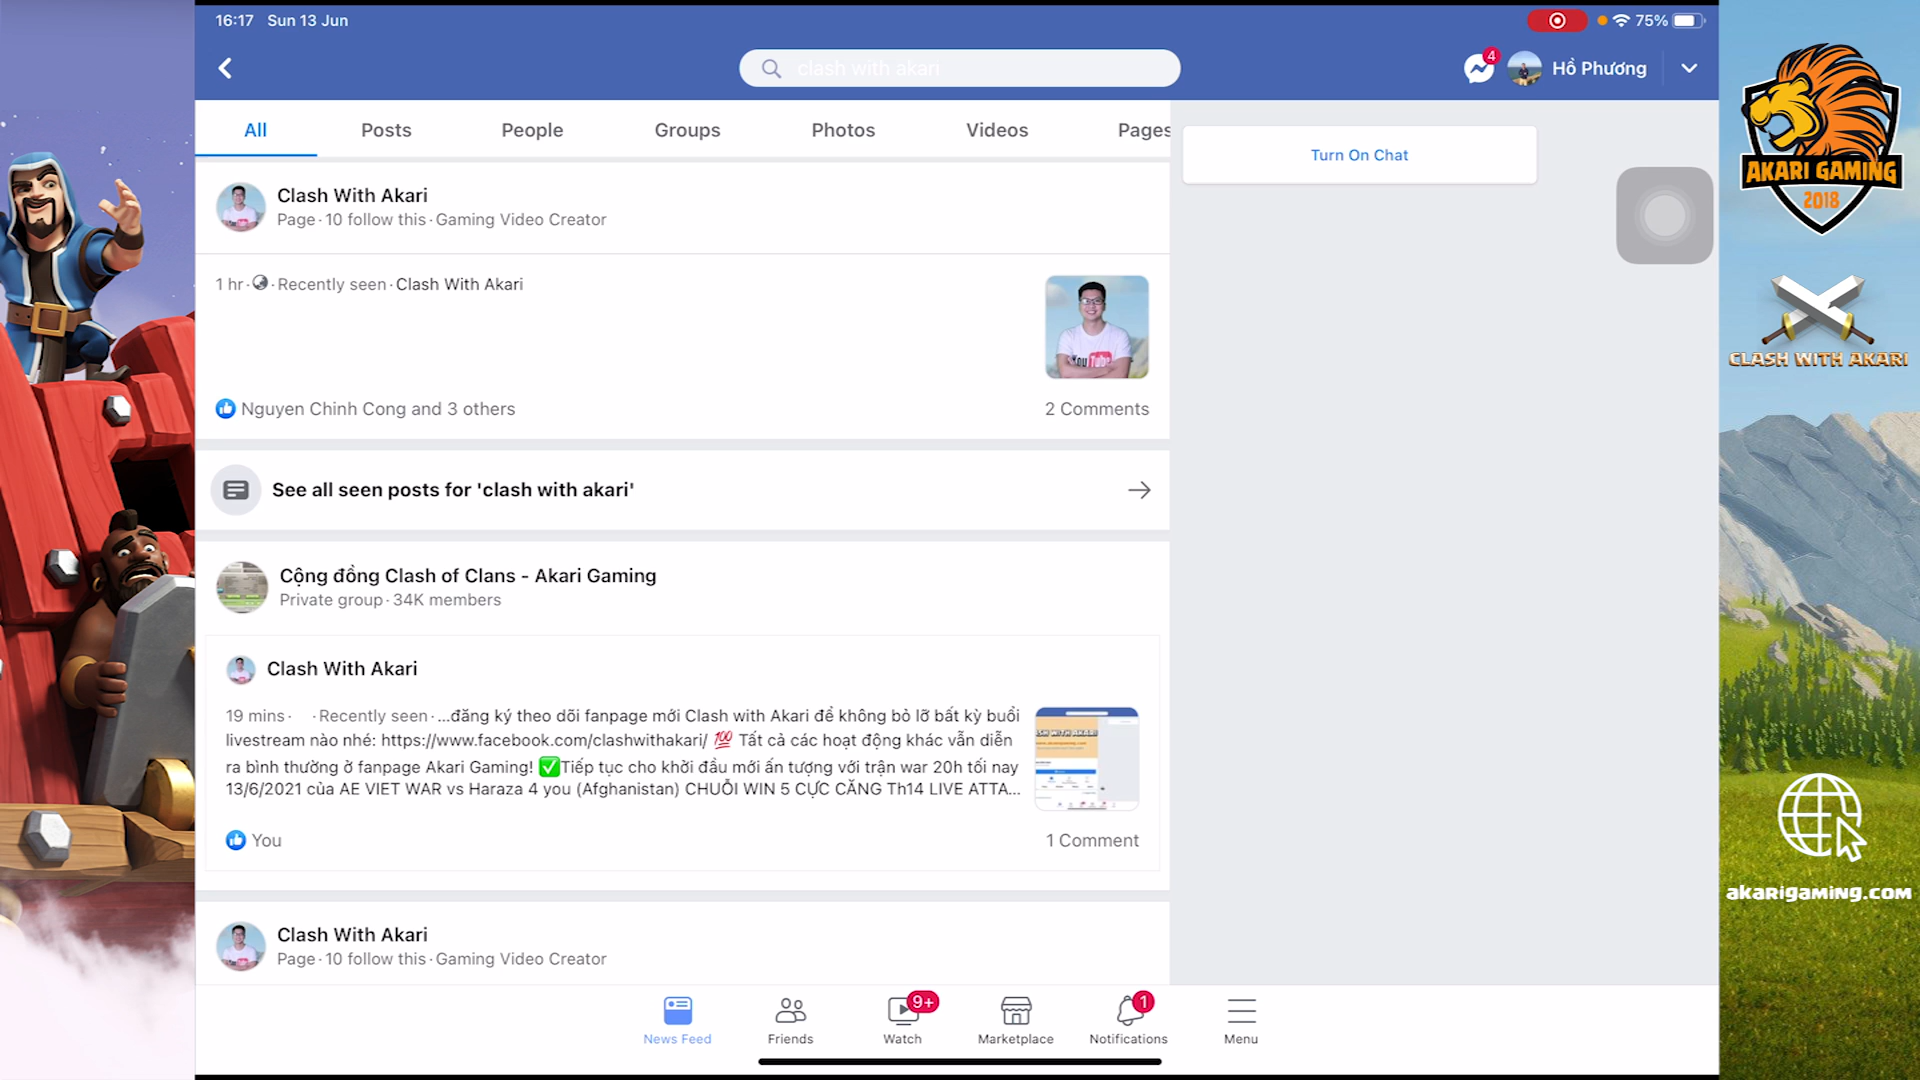 16:17 Sun 13 Jun
75%
clash with akari
4
Hồ Phương
All Posts People Groups Photos Videos Pages
Turn On Chat
Clash With Akari
Page · 10 follow this · Gaming Video Creator
1 hr · · Recently seen · Clash With Akari
You Tube
Nguyen Chinh Cong and 3 others
2 Comments
See all seen posts for 'clash with akari'
Cộng đồng Clash of Clans - Akari Gaming
Private group · 34K members
Clash With Akari
19 mins · · Recently seen · ...đăng ký theo dõi fanpage mới Clash with Akari để không bỏ lỡ bất kỳ buổi
livestream nào nhé: https://www.facebook.com/clashwithakari/ 💯 Tất cả các hoạt động khác vẫn diễn
ra bình thường ở fanpage Akari Gaming! ✅Tiếp tục cho khởi đầu mới ấn tượng với trận war 20h tối nay
13/6/2021 của AE VIET WAR vs Haraza 4 you (Afghanistan) CHUỖI WIN 5 CỰC CĂNG Th14 LIVE ATTA...
You
1 Comment
Clash With Akari
Page · 10 follow this · Gaming Video Creator
News Feed
Friends
9+
Watch
Marketplace
1
Notifications
Menu
AKARI GAMING
2018
CLASH WITH AKARI
akarigaming.com